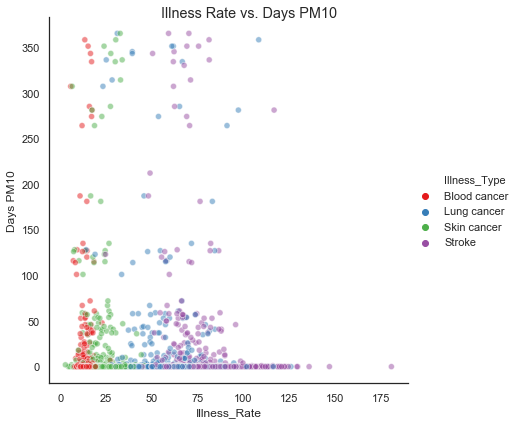 Illness Rate vs. Days PM10
350
300
250
200
150
100
50
0
Days PM10
0
25
50
75
100
125
150
175
Illness_Rate
Illness_Type
Blood cancer
Lung cancer
Skin cancer
Stroke